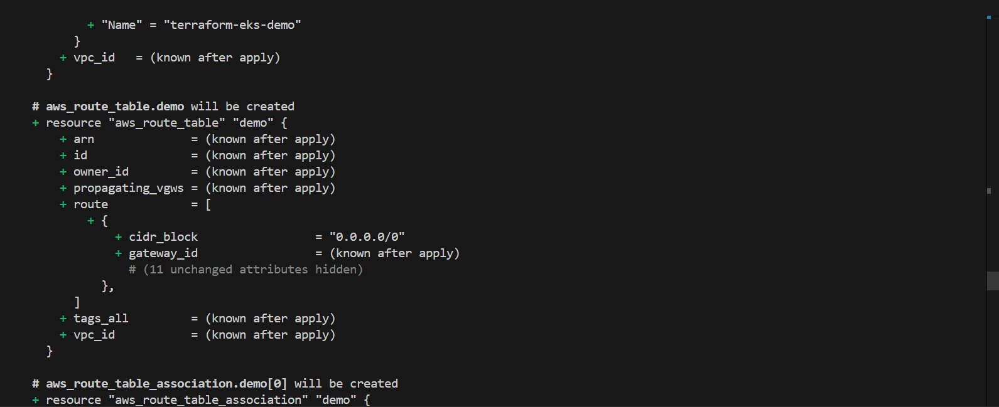 + "Name" = "terraform-eks-demo"
}
+ vpc_id   = (known after apply)
}
# aws_route_table.demo will be created
+ resource "aws_route_table" "demo" {
+ arn              = (known after apply)
+ id               = (known after apply)
+ owner_id         = (known after apply)
+ propagating_vgws = (known after apply)
+ route            = [
+ {
+ cidr_block                 = "0.0.0.0/0"
+ gateway_id                 = (known after apply)
# (11 unchanged attributes hidden)
},
]
+ tags_all         = (known after apply)
+ vpc_id           = (known after apply)
}
# aws_route_table_association.demo[0] will be created
+ resource "aws_route_table_association" "demo" {